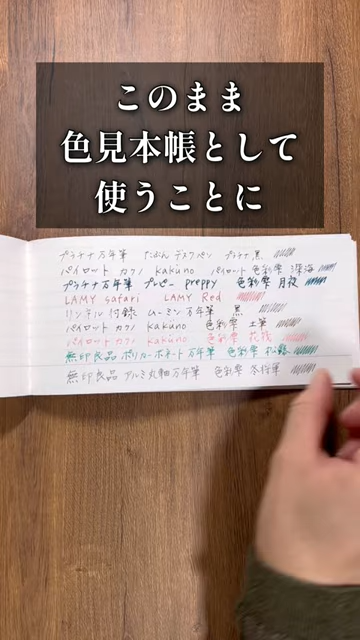 このまま
色見本帳として
使うことに
プラチナ万年筆 たぶん デスクペン プラチナ 黒
パイロット カクノ kakuno パイロット 色彩雫 深海
プラチナ万年筆 プレピー preppy 色彩雫 月夜
LAMY safari LAMY Red
リンネル 付録 ムーミン 万年筆 黒
パイロット カクノ kakuno 色彩雫 土筆
パイロット カクノ kakuno 色彩雫 花筏
無印良品 ポリカーボネート 万年筆 色彩雫 松露
無印良品 アルミ丸軸万年筆 色彩雫 冬将軍